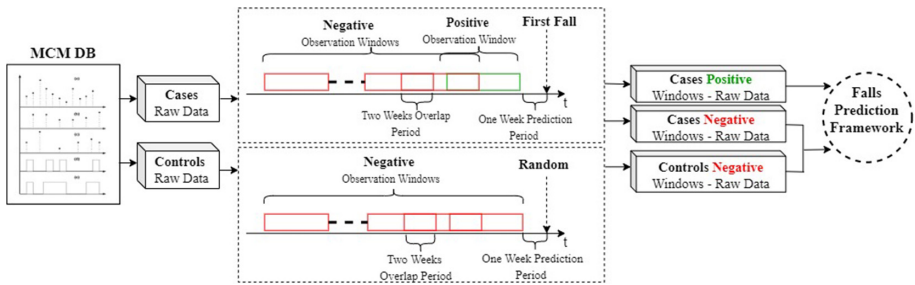 MCM DB
Cases
Raw Data
Controls
Raw Data
Negative
Observation Windows
Positive
Observation Window
First Fall
t
Two Weeks Overlap
Period
One Week Prediction
Period
Negative
Observation Windows
Random
t
Two Weeks
Overlap Period
One Week Prediction
Period
Cases Positive
Windows - Raw Data
Cases Negative
Windows - Raw Data
Controls Negative
Windows - Raw Data
Falls
Prediction
Framework